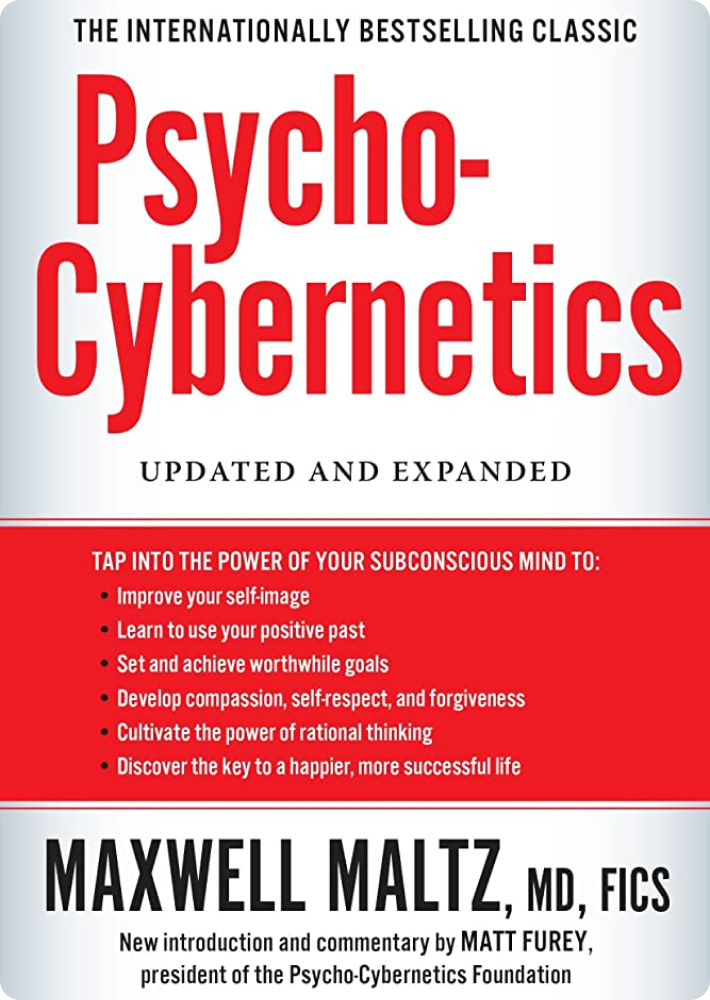 THE INTERNATIONALLY BESTSELLING CLASSIC
Psycho-
Cybernetics
UPDATED AND EXPANDED
TAP INTO THE POWER OF YOUR SUBCONSCIOUS MIND TO:
• Improve your self-image
• Learn to use your positive past
• Set and achieve worthwhile goals
• Develop compassion, self-respect, and forgiveness
• Cultivate the power of rational thinking
• Discover the key to a happier, more successful life
MAXWELL MALTZ, MD, FICS
New introduction and commentary by MATT FUREY,
president of the Psycho-Cybernetics Foundation